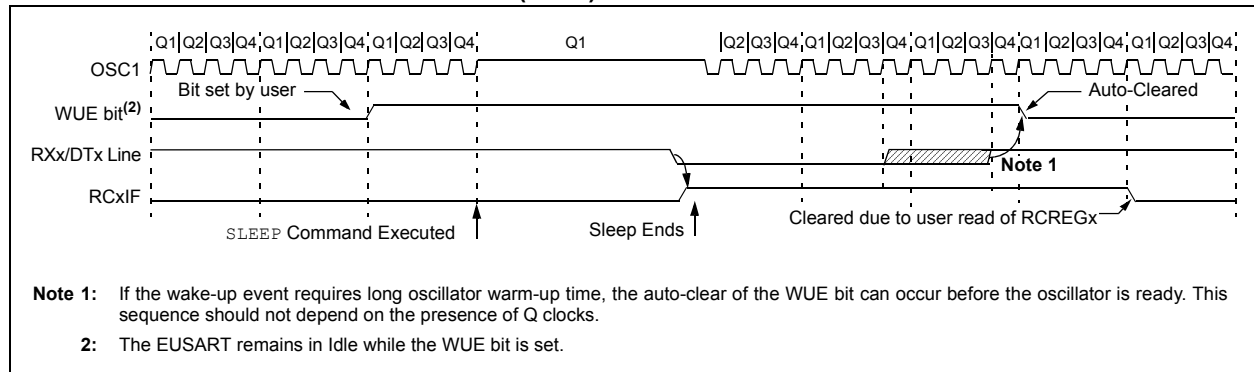 Q1 Q2 Q3 Q4 Q1 Q2 Q3 Q4 Q1 Q2 Q3 Q4 Q1 Q2 Q3 Q4 Q1 Q2 Q3 Q4 Q1 Q2 Q3 Q4 Q1 Q2 Q3 Q4 Q1 Q2 Q3 Q4
OSC1
Bit set by user
Auto-Cleared
WUE bit(2)
RXx/DTx Line
Note 1
RCxIF
Cleared due to user read of RCREGx
SLEEP Command Executed
Sleep Ends
Note 1: If the wake-up event requires long oscillator warm-up time, the auto-clear of the WUE bit can occur before the oscillator is ready. This
sequence should not depend on the presence of Q clocks.
2: The EUSART remains in Idle while the WUE bit is set.